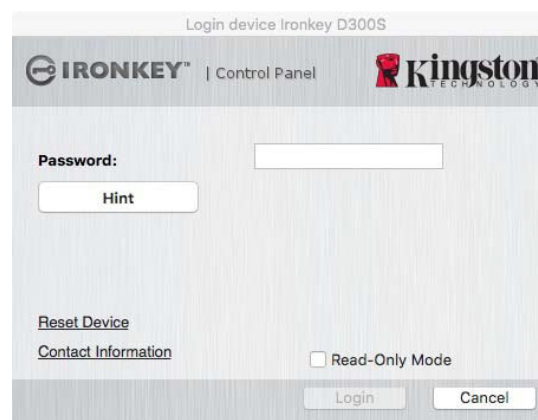 Login device Ironkey D300S
IRONKEY™ | Control Panel
Kingston
TECHNOLOGY
Password:
Hint
Reset Device
Contact Information
Read-Only Mode
Login
Cancel